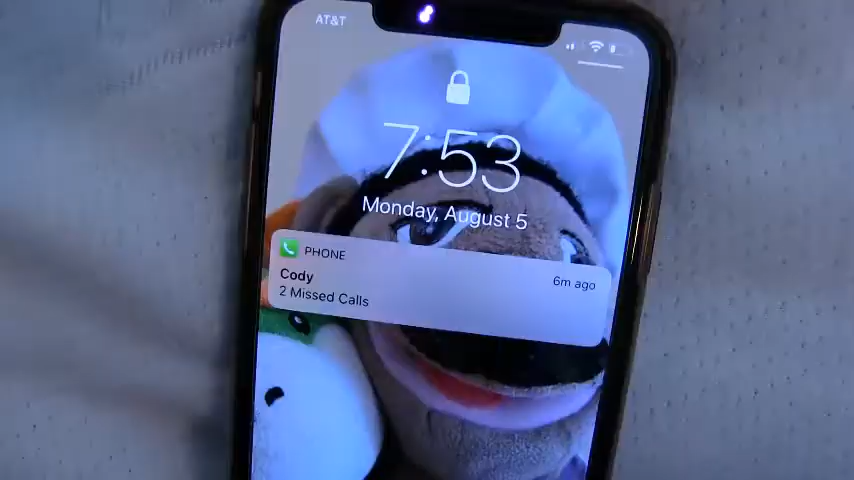 AT&T
7:53
Monday, August 5
PHONE
Cody
6m ago
2 Missed Calls